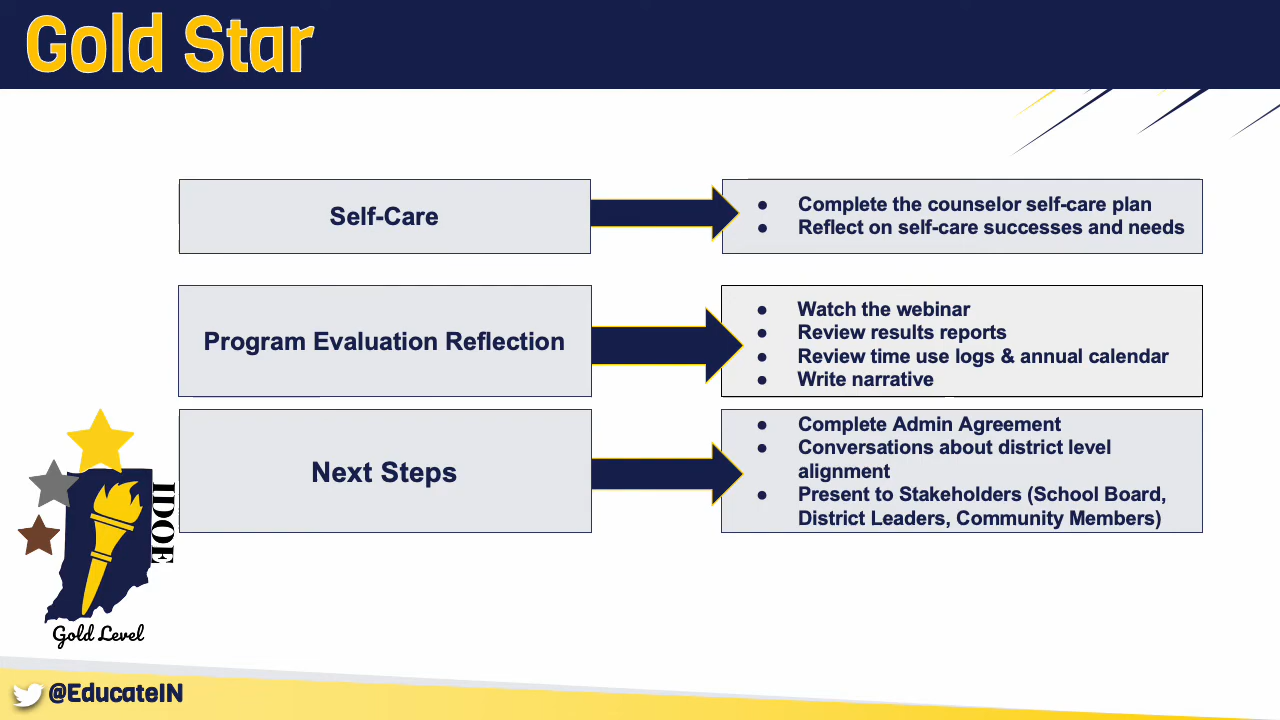 Gold Star
Self-Care
● Complete the counselor self-care plan
● Reflect on self-care successes and needs
Program Evaluation Reflection
● Watch the webinar
● Review results reports
● Review time use logs & annual calendar
● Write narrative
Next Steps
● Complete Admin Agreement
● Conversations about district level
alignment
● Present to Stakeholders (School Board,
District Leaders, Community Members)
IDOE
Gold Level
@EducateIN